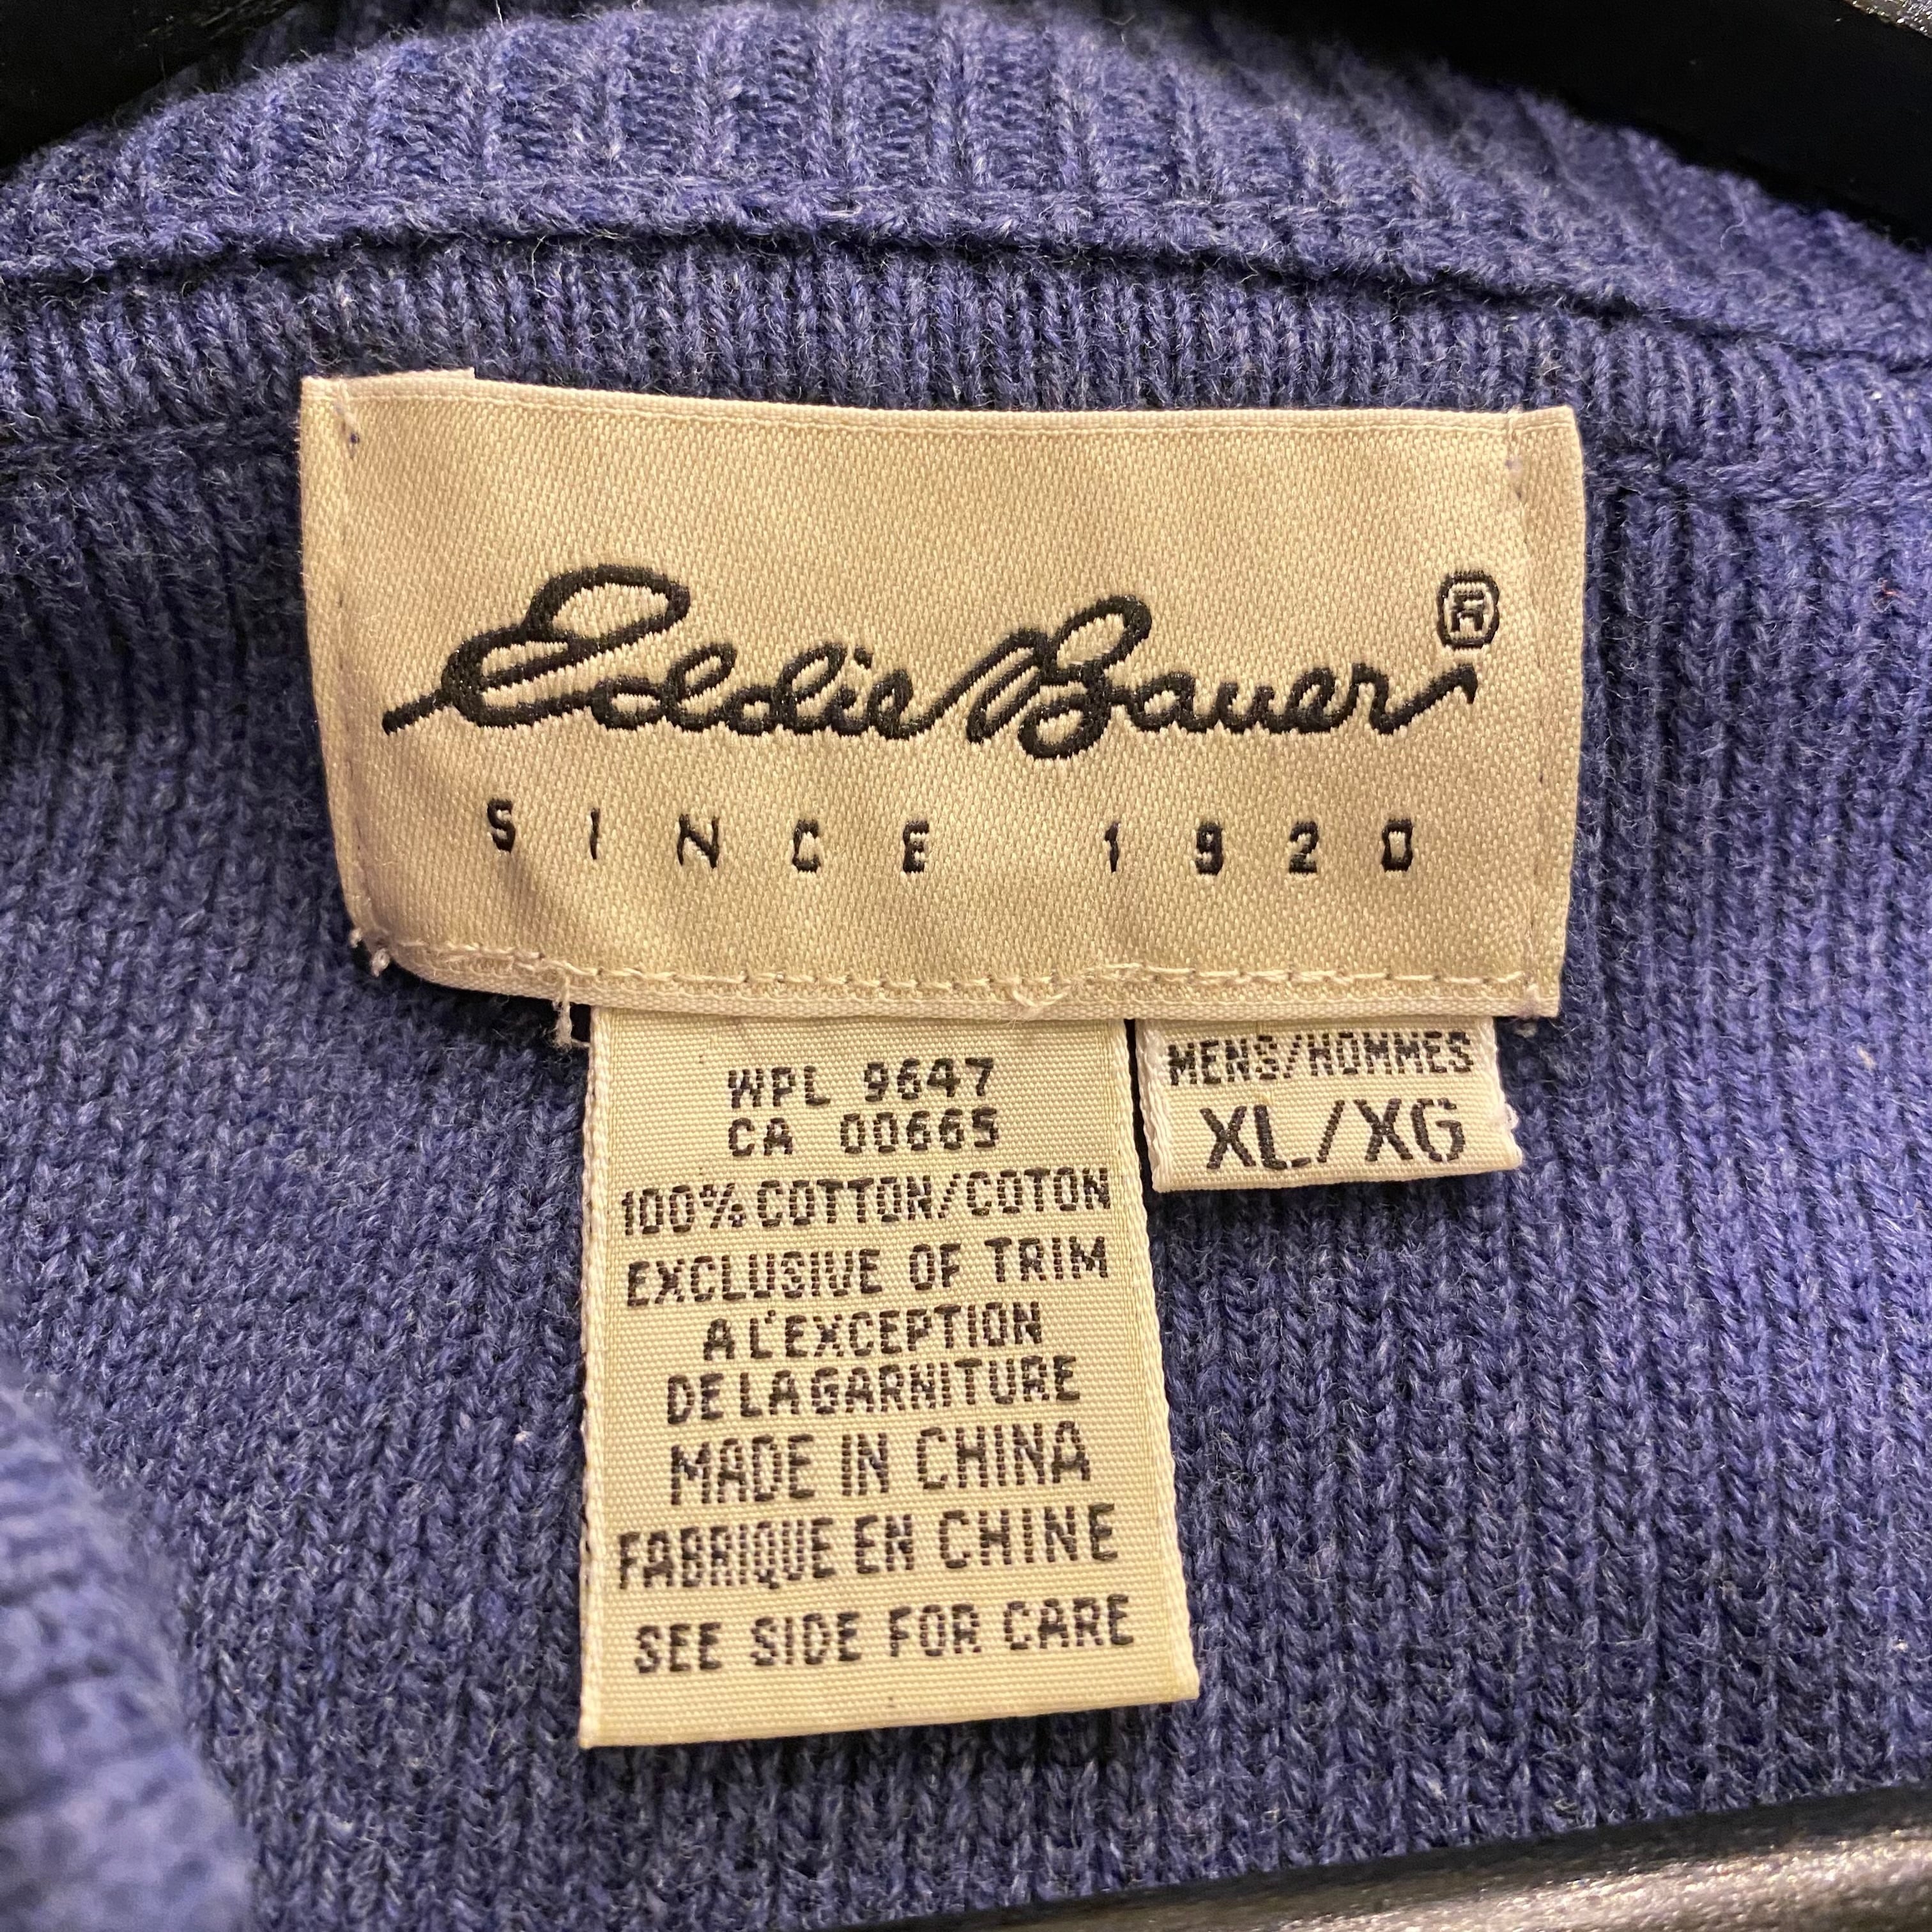 Eddie Bauer®
SINCE 1920
WPL 9647
CA 00665
100% COTTON/COTON
EXCLUSIVE OF TRIM
A L'EXCEPTION
DE LA GARNITURE
MADE IN CHINA
FABRIQUE EN CHINE
SEE SIDE FOR CARE
MENS/HOMMES
XL/XG